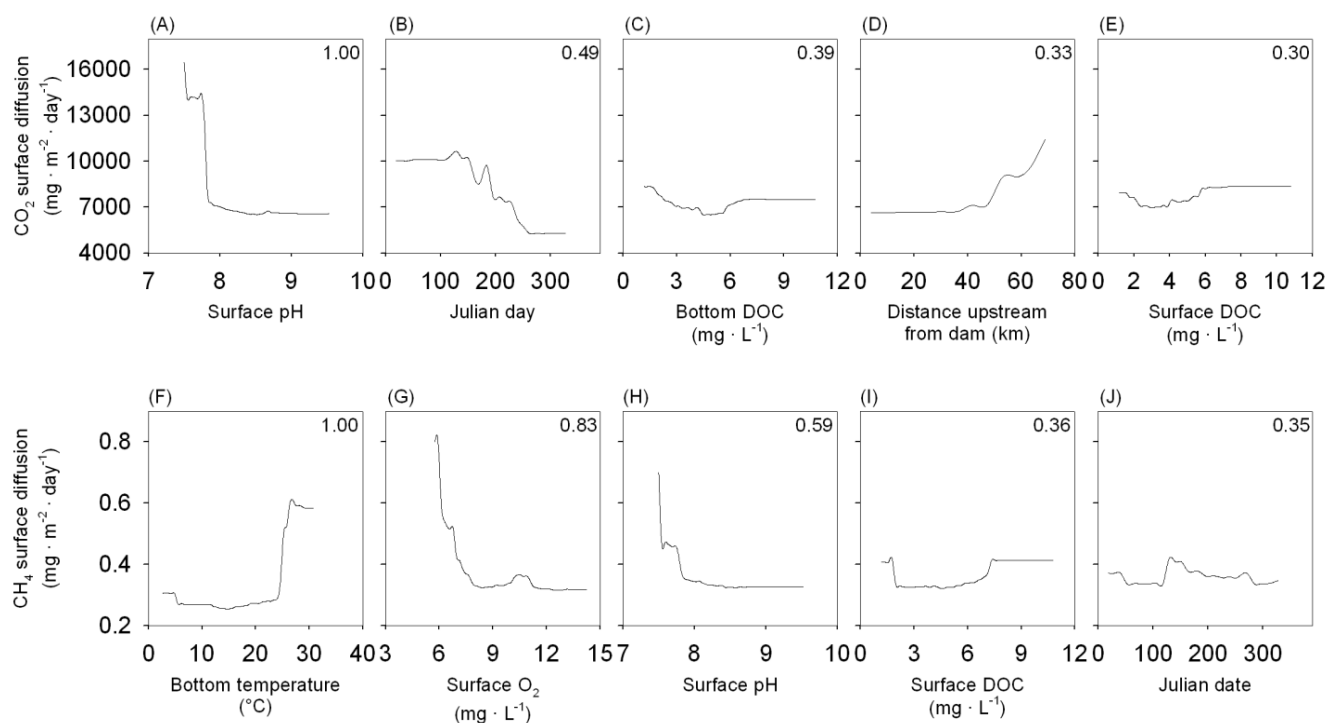 (A) (B) (C) (D) (E)
1.00 0.49 0.39 0.33 0.30
CO₂ surface diffusion
(mg · m⁻² · day⁻¹)
16000
13000
10000
7000
4000
7 8 9 10
0 100 200 300
0 3 6 9 12
0 20 40 60 80
0 2 4 6 8 10 12
Surface pH
Julian day
Bottom DOC
(mg · L⁻¹)
Distance upstream
from dam (km)
Surface DOC
(mg · L⁻¹)
(F) (G) (H) (I) (J)
1.00 0.83 0.59 0.36 0.35
CH₄ surface diffusion
(mg · m⁻² · day⁻¹)
0.8
0.6
0.4
0.2
0 10 20 30 40
3 6 9 12 15
7 8 9 10
0 3 6 9 12
0 100 200 300
Bottom temperature
(°C)
Surface O₂
(mg · L⁻¹)
Surface pH
Surface DOC
(mg · L⁻¹)
Julian date